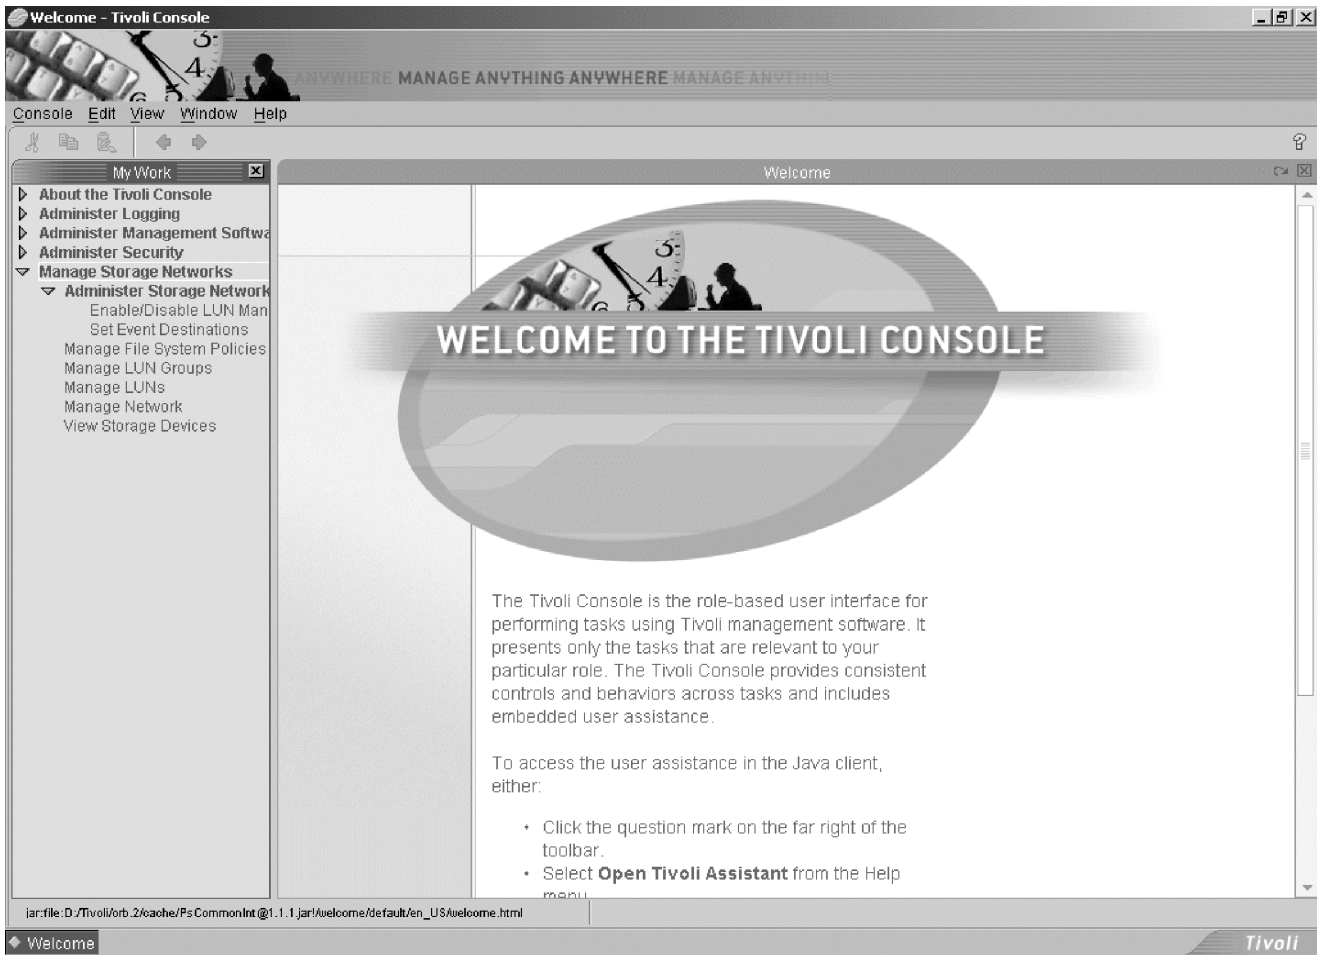 Welcome - Tivoli Console
ANYWHERE MANAGE ANYTHING ANYWHERE MANAGE ANYTHIN
Console Edit View Window Help
My Work
Welcome
About the Tivoli Console
Administer Logging
Administer Management Softwa
Administer Security
Manage Storage Networks
Administer Storage Network
Enable/Disable LUN Man
Set Event Destinations
Manage File System Policies
Manage LUN Groups
Manage LUNs
Manage Network
View Storage Devices
WELCOME TO THE TIVOLI CONSOLE
The Tivoli Console is the role-based user interface for
performing tasks using Tivoli management software. It
presents only the tasks that are relevant to your
particular role. The Tivoli Console provides consistent
controls and behaviors across tasks and includes
embedded user assistance.
To access the user assistance in the Java client,
either:
• Click the question mark on the far right of the
toolbar.
• Select Open Tivoli Assistant from the Help
menu
jar:file:D:/Tivoli/orb.2/cache/PsCommonInt@1.1.1.jar!/welcome/default/en_US/welcome.html
Welcome
Tivoli